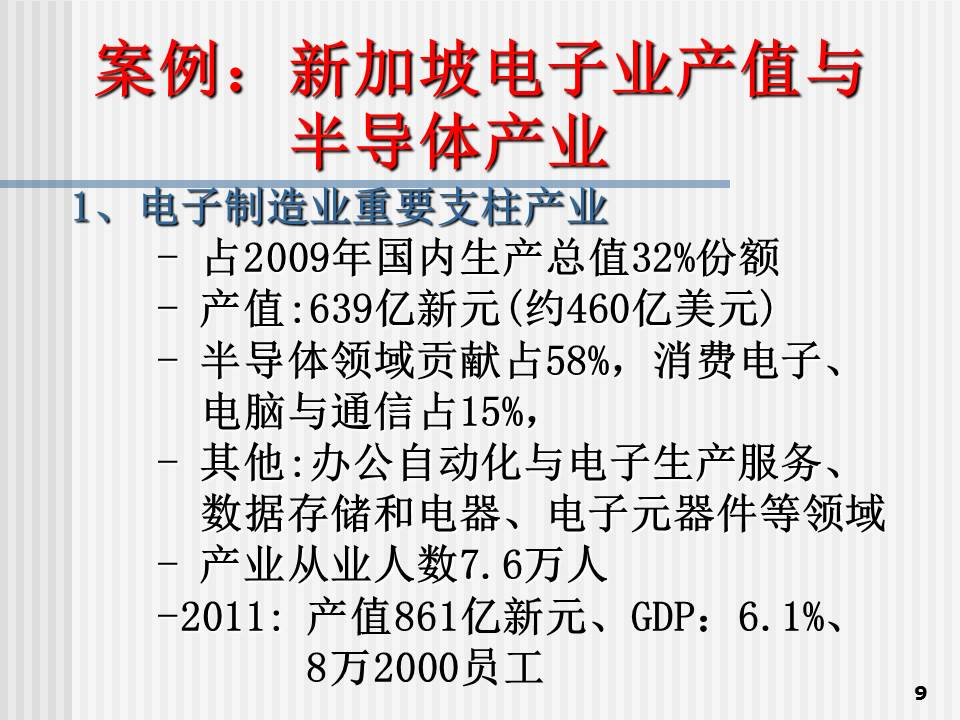 案例：新加坡电子业产值与
半导体产业
1、电子制造业重要支柱产业
- 占2009年国内生产总值32%份额
- 产值:639亿新元(约460亿美元)
- 半导体领域贡献占58%，消费电子、
电脑与通信占15%，
- 其他:办公自动化与电子生产服务、
数据存储和电器、电子元器件等领域
- 产业从业人数7.6万人
-2011: 产值861亿新元、GDP：6.1%、
8万2000员工
9